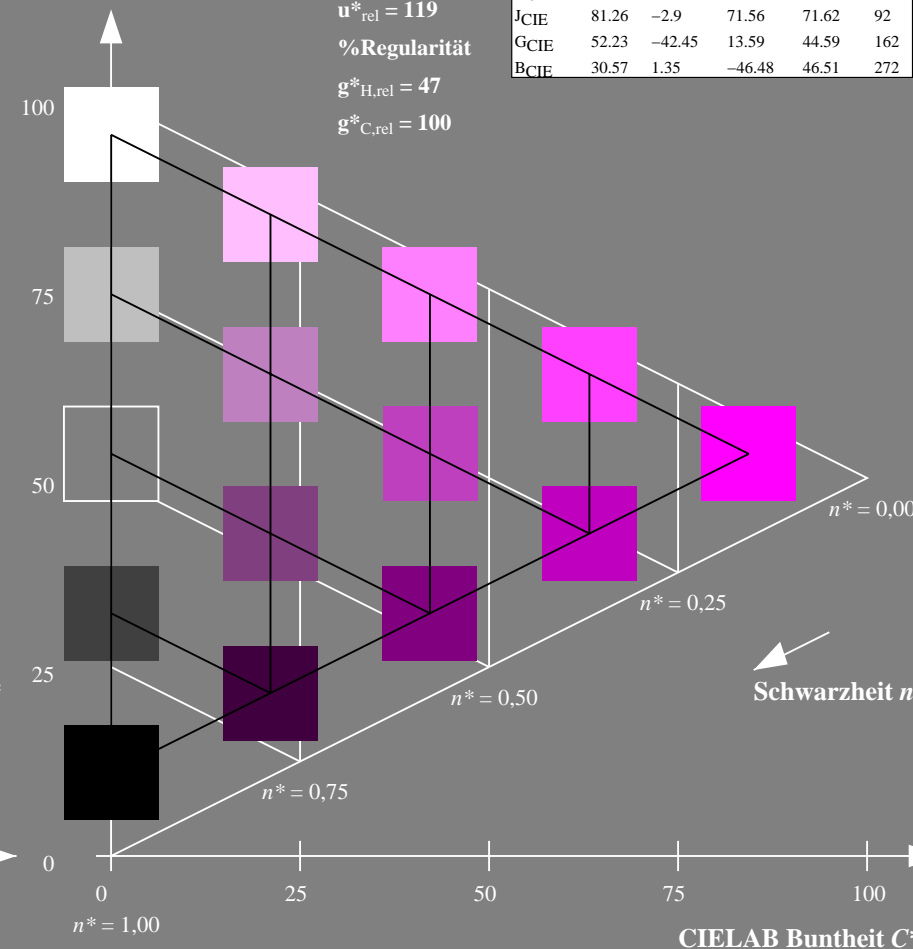 u*rel = 119
%Regularität
g*H,rel = 47
g*C,rel = 100
JCIE 81.26 −2.9 71.56 71.62 92
GCIE 52.23 −42.45 13.59 44.59 162
BCIE 30.57 1.35 −46.48 46.51 272
100
75
50
25
0
n* = 0,00
n* = 0,25
Schwarzheit n
n* = 0,50
n* = 0,75
0 25 50 75 100
n* = 1,00
CIELAB Buntheit C*